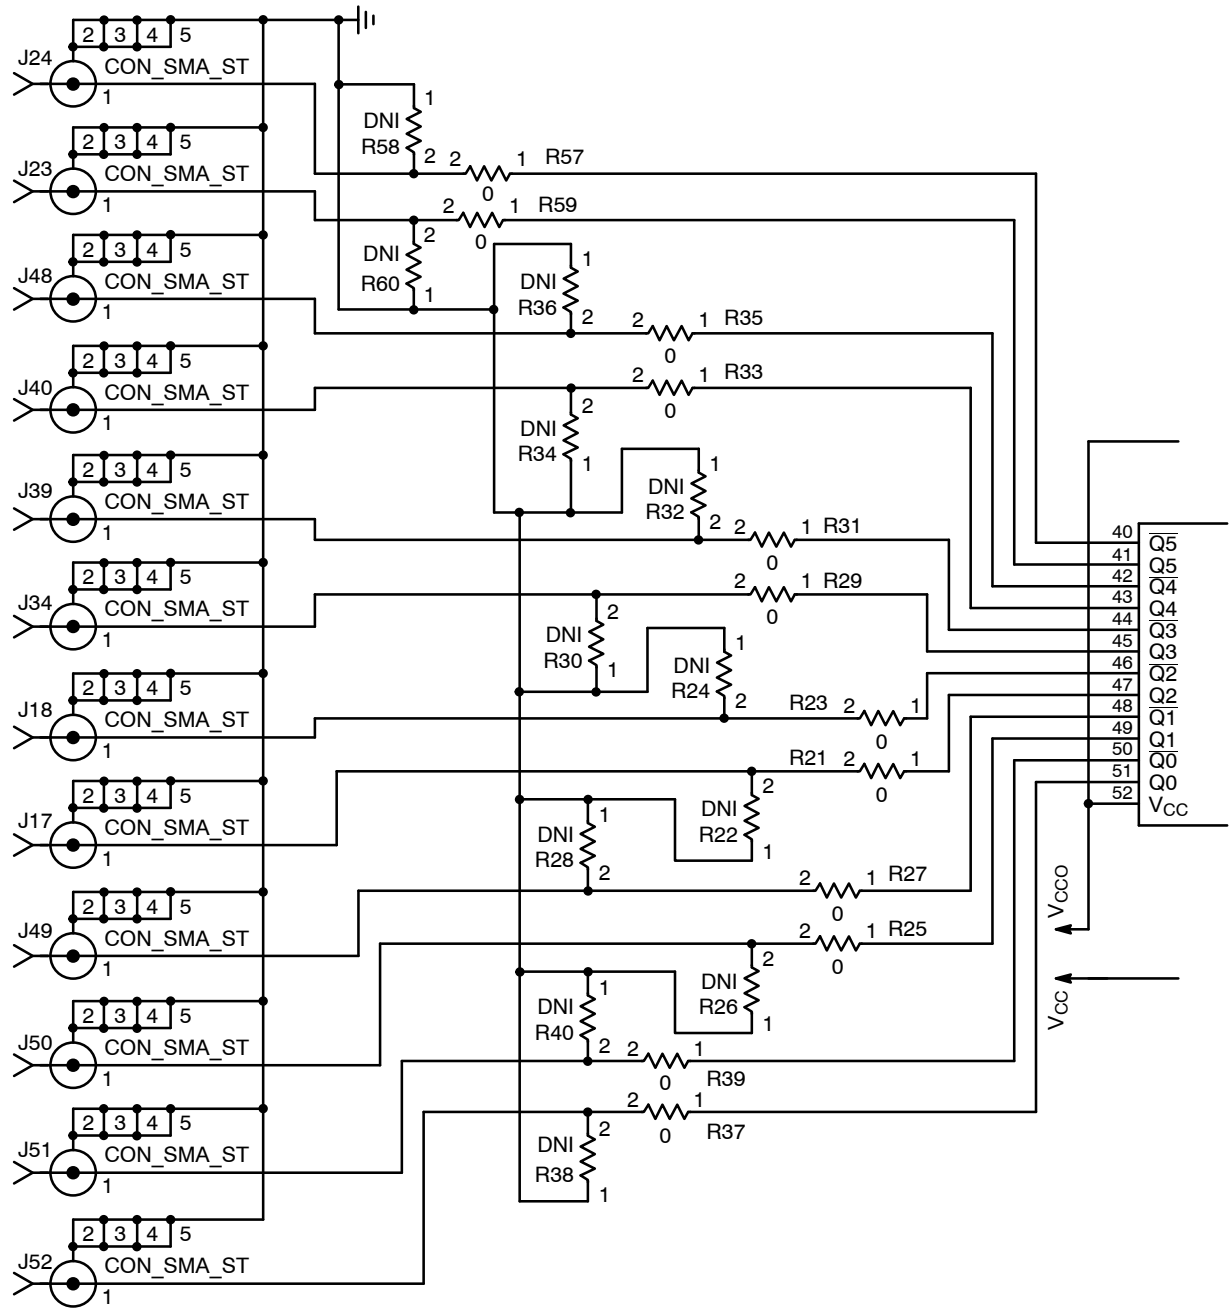 J24
2 3 4 5
CON_SMA_ST
1
DNI
R58
1
2
2 1 R57
0
J23
2 3 4 5
CON_SMA_ST
1
2 1 R59
0
DNI
R60
2
1
J48
2 3 4 5
CON_SMA_ST
1
DNI
R36
1
2
2 1 R35
0
J40
2 3 4 5
CON_SMA_ST
1
2 1 R33
0
DNI
R34
2
1
J39
2 3 4 5
CON_SMA_ST
1
DNI
R32
1
2
2 1 R31
0
J34
2 3 4 5
CON_SMA_ST
1
2 1 R29
0
DNI
R30
2
1
J18
2 3 4 5
CON_SMA_ST
1
DNI
R24
1
2
R23 2 1
0
J17
2 3 4 5
CON_SMA_ST
1
R21 2 1
0
DNI
R22
2
1
DNI
R28
1
2
J49
2 3 4 5
CON_SMA_ST
1
2 1 R27
0
2 1 R25
0
DNI
R26
2
1
J50
2 3 4 5
CON_SMA_ST
1
DNI
R40
1
2
2 1
R39
0
J51
2 3 4 5
CON_SMA_ST
1
2 1
R37
0
DNI
R38
2
1
J52
2 3 4 5
CON_SMA_ST
1
40 Q̅5̅
41 Q5
42 Q̅4̅
43 Q4
44 Q̅3̅
45 Q3
46 Q̅2̅
47 Q2
48 Q̅1̅
49 Q1
50 Q̅0̅
51 Q0
52 VCC
VCCO
VCC